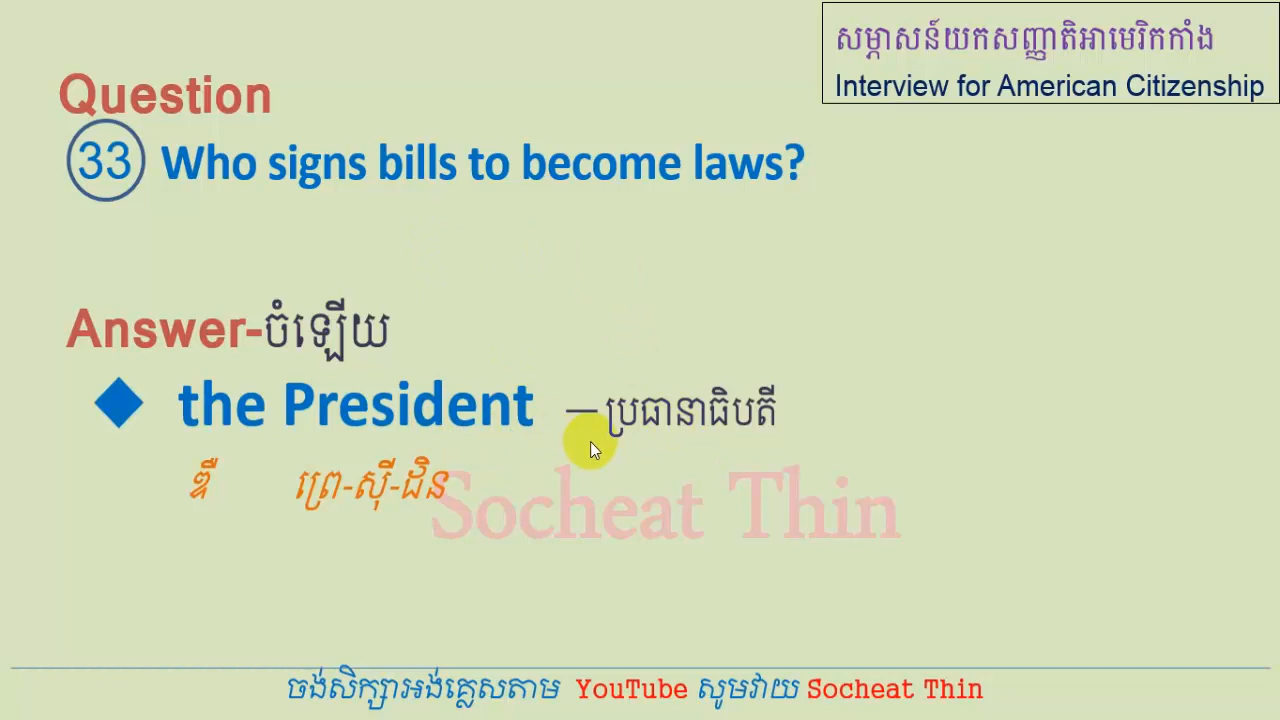 សម្ភាសន៍យកសញ្ញាតិអាមេរិកកាំង
Interview for American Citizenship
Question
33 Who signs bills to become laws?
Answer-ចំឡើយ
the President – ប្រធានាធិបតី
ឌឺ ព្រេ-ស៊ី-ដិន
Socheat Thin
ចង់សិក្សាអង់គ្លេសតាម YouTube សូមវាយ Socheat Thin